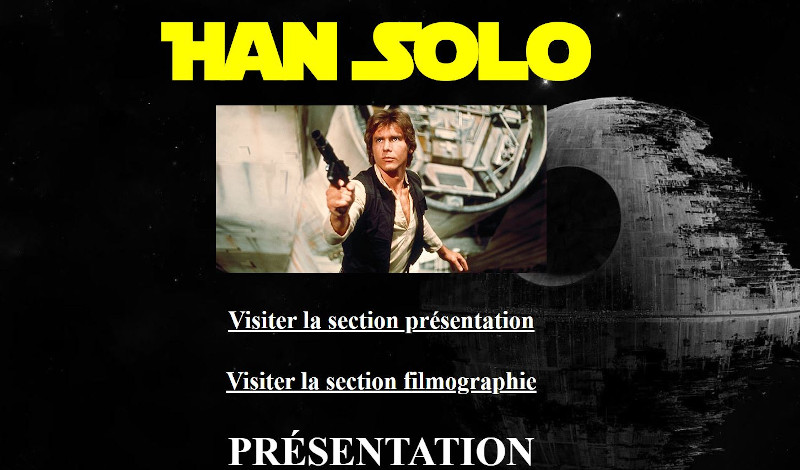 HAN SOLO
Visiter la section présentation
Visiter la section filmographie
PRÉSENTATION